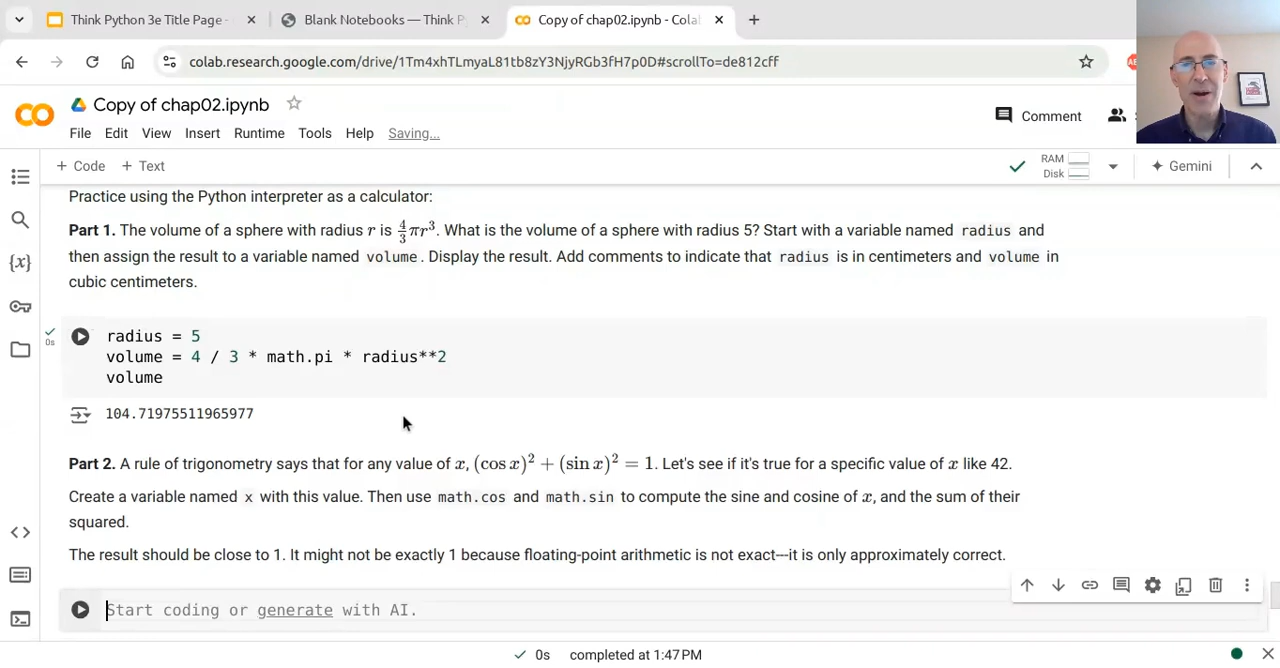 Think Python 3e Title Page -
Blank Notebooks — Think P
Copy of chap02.ipynb - Cola
colab.research.google.com/drive/1Tm4xhTLmyaL81tb8zY3NjyRGb3fH7p0D#scrollTo=de812cff
Copy of chap02.ipynb
Comment
File Edit View Insert Runtime Tools Help Saving...
+ Code + Text
RAM
Disk
Gemini
Practice using the Python interpreter as a calculator:
Part 1. The volume of a sphere with radius r is 4/3 πr³. What is the volume of a sphere with radius 5? Start with a variable named radius and
then assign the result to a variable named volume. Display the result. Add comments to indicate that radius is in centimeters and volume in
cubic centimeters.
0s
radius = 5
volume = 4 / 3 * math.pi * radius**2
volume
104.71975511965977
Part 2. A rule of trigonometry says that for any value of x, (cos x)² + (sin x)² = 1. Let's see if it's true for a specific value of x like 42.
Create a variable named x with this value. Then use math.cos and math.sin to compute the sine and cosine of x, and the sum of their
squared.
The result should be close to 1. It might not be exactly 1 because floating-point arithmetic is not exact---it is only approximately correct.
Start coding or generate with AI.
0s completed at 1:47 PM